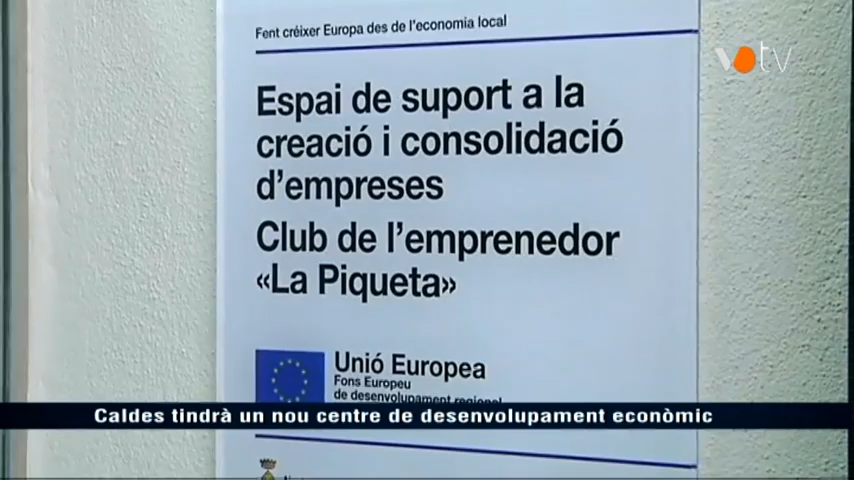 Fent créixer Europa des de l'economia local
votv
Espai de suport a la
creació i consolidació
d'empreses
Club de l'emprenedor
«La Piqueta»
Unió Europea
Fons Europeu
de desenvolupament regional
Caldes tindrà un nou centre de desenvolupament econòmic